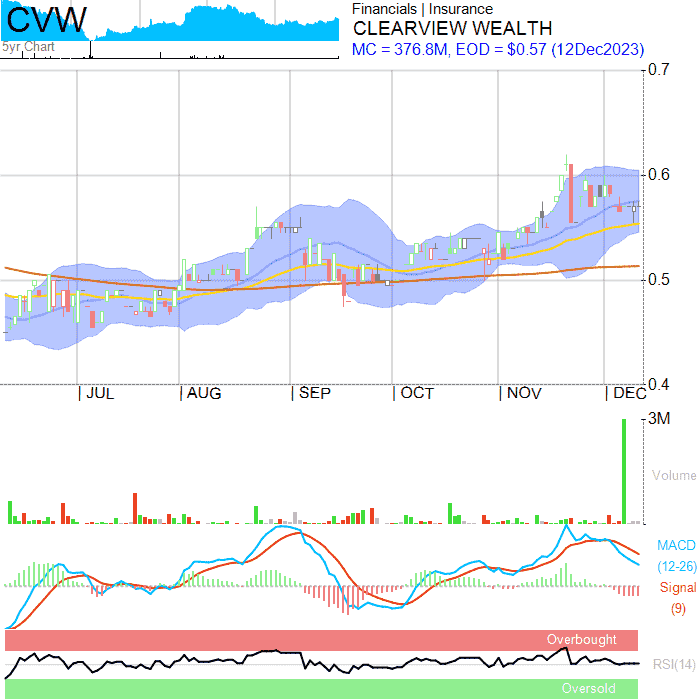 CVW
5yr Chart
Financials | Insurance
CLEARVIEW WEALTH
MC = 376.8M, EOD = $0.57 (12Dec2023)
0.7
0.6
0.5
0.4
| JUL | AUG | SEP | OCT | NOV | DEC
3M
Volume
MACD
(12-26)
Signal
(9)
Overbought
RSI(14)
Oversold